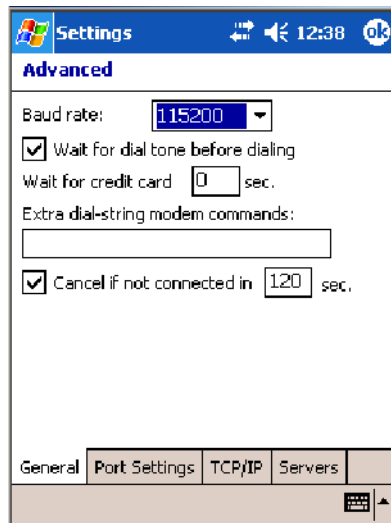 Settings 12:38 ok
Advanced
Baud rate: 115200
Wait for dial tone before dialing
Wait for credit card 0 sec.
Extra dial-string modem commands:
Cancel if not connected in 120 sec.
General Port Settings TCP/IP Servers